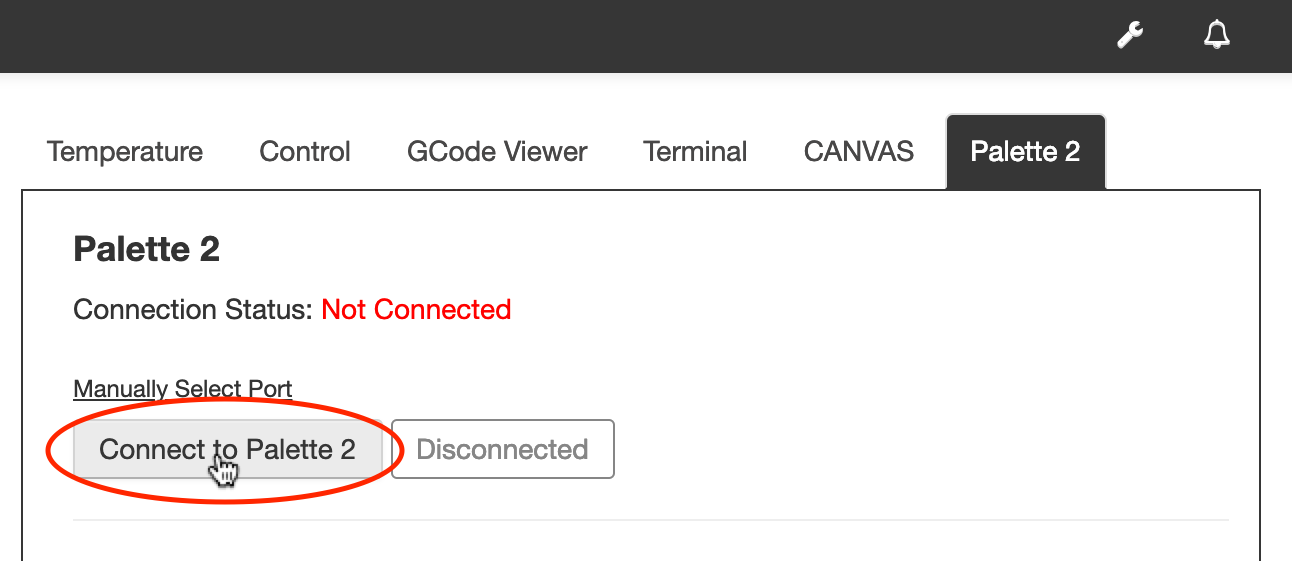 Temperature Control GCode Viewer Terminal CANVAS Palette 2
Palette 2
Connection Status: Not Connected
Manually Select Port
Connect to Palette 2 Disconnected